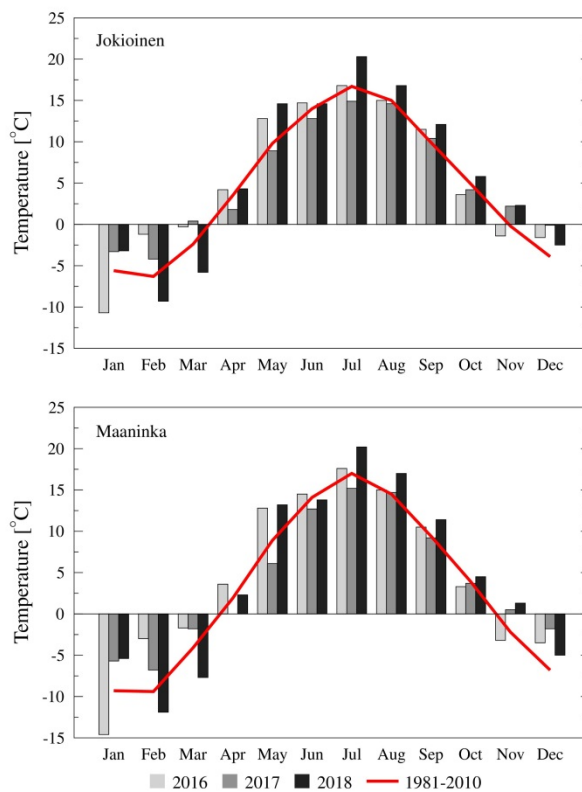 25
Jokioinen
20
15
10
5
0
-5
-10
-15
Temperature [°C]
Jan Feb Mar Apr May Jun Jul Aug Sep Oct Nov Dec
25
Maaninka
20
15
10
5
0
-5
-10
-15
Temperature [°C]
Jan Feb Mar Apr May Jun Jul Aug Sep Oct Nov Dec
2016 2017 2018 1981-2010